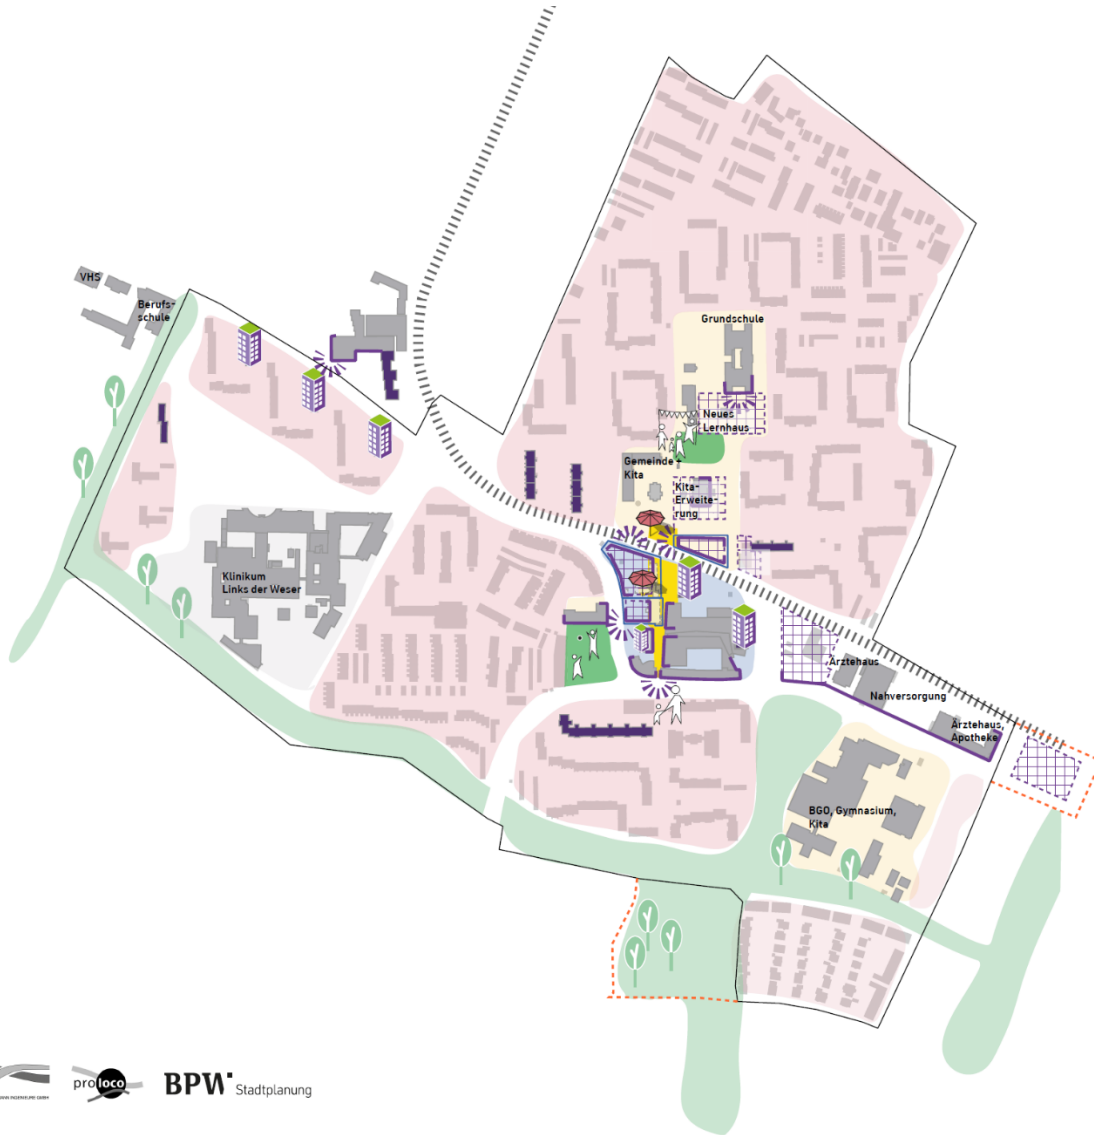 VHS
Berufs-
schule
Grundschule
Neues
Lernhaus
Gemeinde +
Kita
Kita-
Erweite-
rung
Klinikum
Links der Weser
Ärztehaus
Nahversorgung
Ärztehaus,
Apotheke
BGO, Gymnasium,
Kita
proloco
BPW Stadtplanung